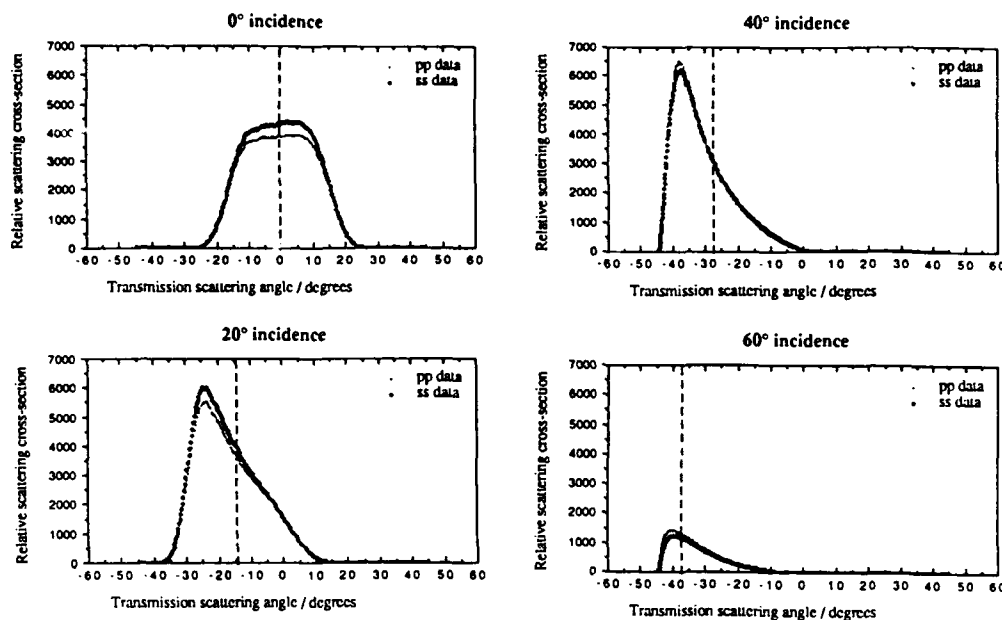 0° incidence
7000
6000
5000
400c
3000
2000
1000
0
Relative scattering cross-section
pp data
ss data
-60 -50 -40 -30 -20 -10 0 10 20 30 40 50 60
Transmission scattering angle / degrees
40° incidence
7000
6000
5000
4000
3000
2000
1000
0
Relative scattering cross-section
pp data
ss data
-60 -50 -40 -30 -20 -10 0 10 20 30 40 50 60
Transmission scattering angle / degrees
20° incidence
7000
6000
5000
4000
3000
2000
1000
0
Relative scattering cross-section
pp data
ss data
-60 -50 -40 -30 -20 -10 0 10 20 30 40 50 60
Transmission scattering angle / degrees
60° incidence
7000
6000
5000
4000
3000
2000
1000
0
Relative scattering cross-section
pp data
ss data
-60 -50 -40 -30 -20 -10 0 10 20 30 40 50 60
Transmission scattering angle / degrees